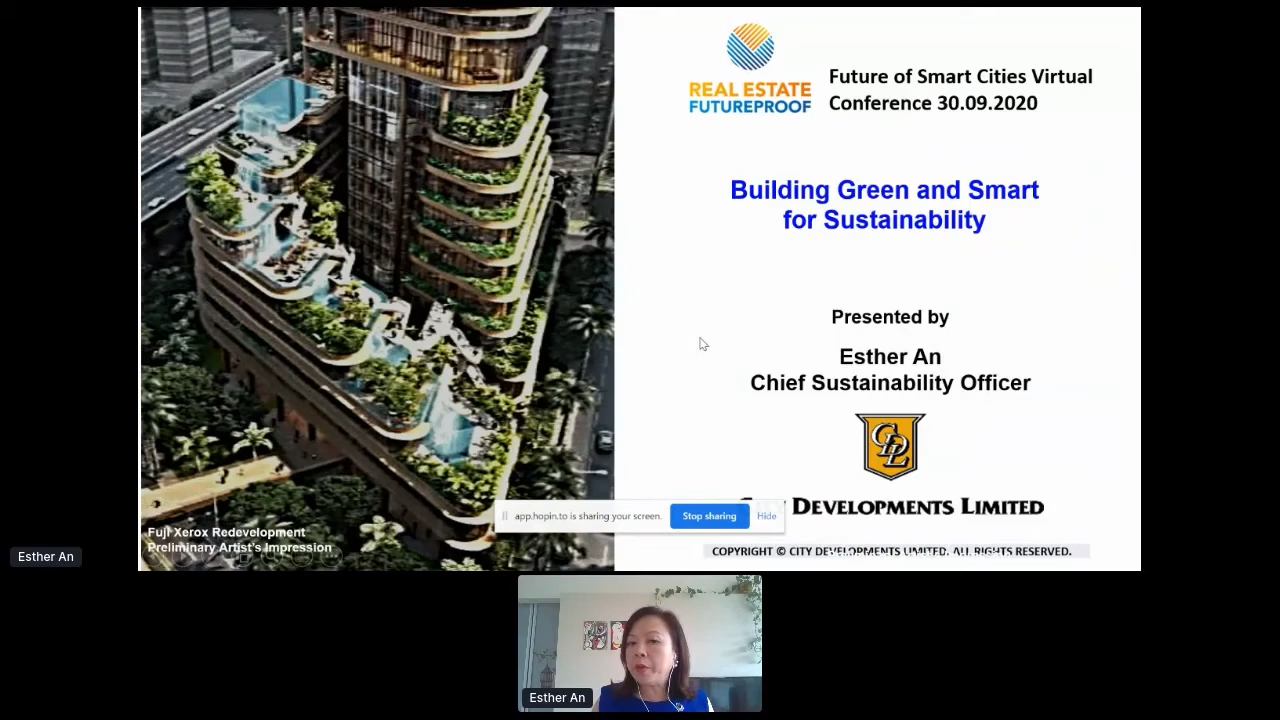 REAL ESTATE
FUTUREPROOF
Future of Smart Cities Virtual
Conference 30.09.2020
Building Green and Smart
for Sustainability
Presented by
Esther An
Chief Sustainability Officer
CDL
DEVELOPMENTS LIMITED
app.hopin.to is sharing your screen.
Stop sharing
Hide
Fuji Xerox Redevelopment
Preliminary Artist's Impression
COPYRIGHT © CITY DEVELOPMENTS LIMITED. ALL RIGHTS RESERVED.
Esther An
Esther An